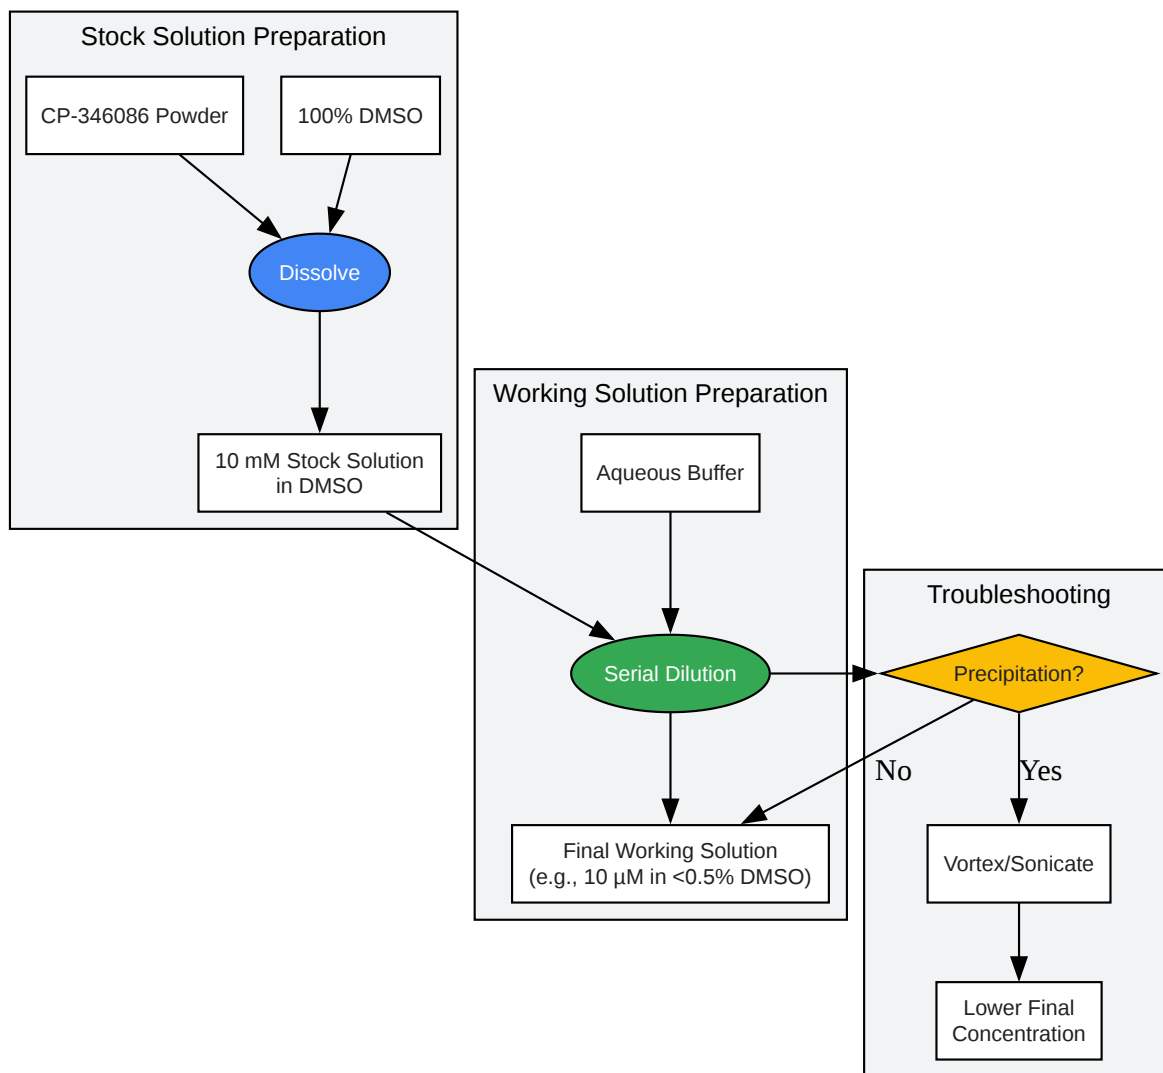 Stock Solution Preparation
CP-346086 Powder
100% DMSO
Dissolve
10 mM Stock Solution
in DMSO
Working Solution Preparation
Aqueous Buffer
Serial Dilution
Final Working Solution
(e.g., 10 µM in <0.5% DMSO)
Troubleshooting
Precipitation?
No
Yes
Vortex/Sonicate
Lower Final
Concentration